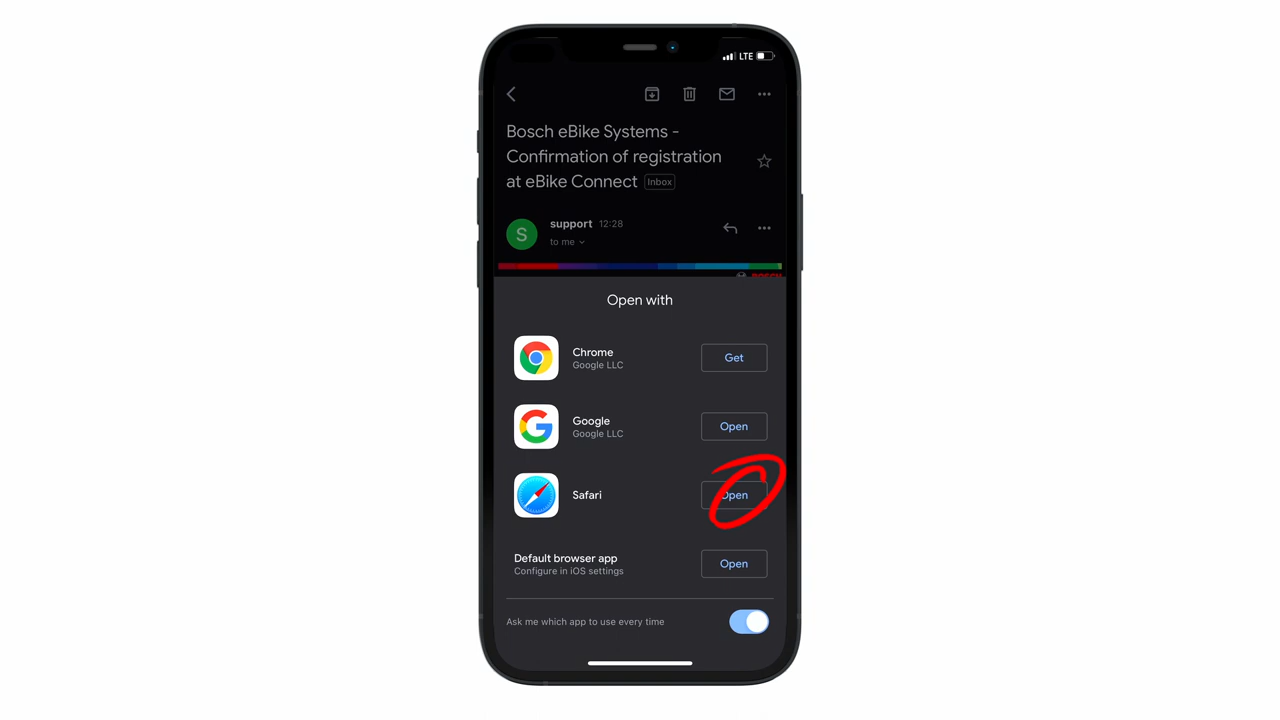 LTE
Bosch eBike Systems -
Confirmation of registration
at eBike Connect Inbox
S
support 12:28
to me
BOSCH
Open with
Chrome
Google LLC
Get
Google
Google LLC
Open
Safari
Open
Default browser app
Configure in iOS settings
Open
Ask me which app to use every time